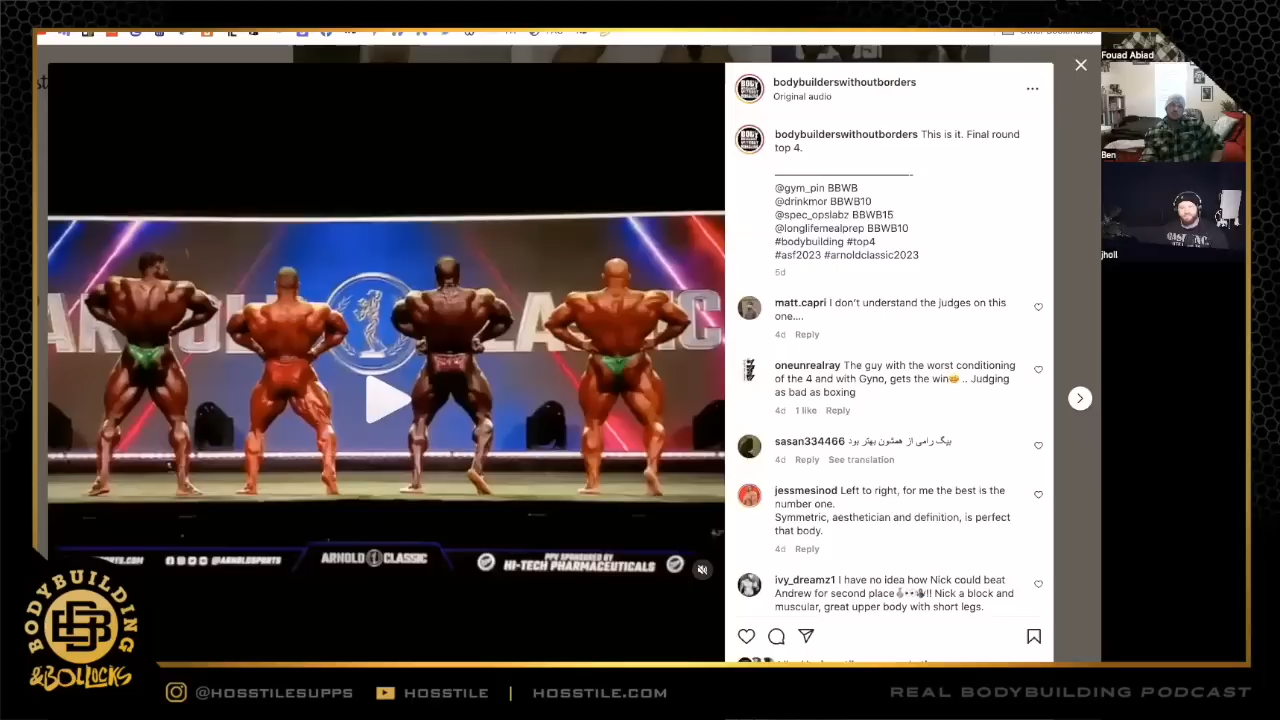 Fouad Abiad
Ben
jholl
bodybuilderswithoutborders
Original audio
bodybuilderswithoutborders This is it. Final round
top 4.
@gym_pin BBWB
@drinkmor BBWB10
@spec_opslabz BBWB15
@longlifemealprep BBWB10
#bodybuilding #top4
#asf2023 #arnoldclassic2023
5d
matt.capri I don't understand the judges on this
one....
4d Reply
oneunrealray The guy with the worst conditioning
of the 4 and with Gyno, gets the win .. Judging
as bad as boxing
4d 1 like Reply
sasan334466 بیگ رامی از همشون بهتر بود
4d Reply See translation
jessmesinod Left to right, for me the best is the
number one.
Symmetric, aesthetician and definition, is perfect
that body.
4d Reply
ivy_dreamz1 I have no idea how Nick could beat
Andrew for second place!! Nick a block and
muscular, great upper body with short legs.
ARNOLD CLASSIC
@ARNOLDSPORTS
ARNOLD CLASSIC
PPV SPONSORED BY
HI-TECH PHARMACEUTICALS
BODYBUILDING
& BOLLOCKS
@HOSSTILESUPPS HOSSTILE | HOSSTILE.COM
REAL BODYBUILDING PODCAST